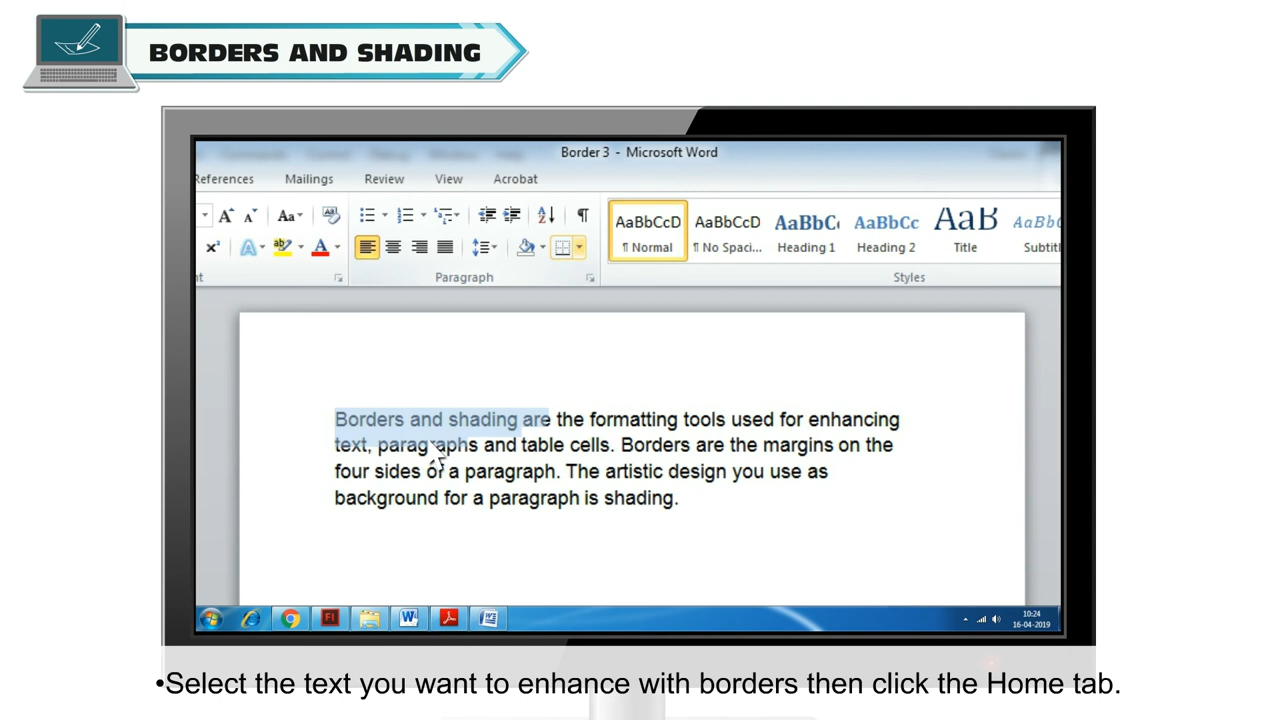 BORDERS AND SHADING
Border 3 - Microsoft Word
References Mailings Review View Acrobat
AaBbCcD AaBbCcD AaBbC AaBbCc AaB AaBbC
¶ Normal ¶ No Spaci... Heading 1 Heading 2 Title Subtitl
Paragraph Styles
Borders and shading are the formatting tools used for enhancing
text, paragraphs and table cells. Borders are the margins on the
four sides of a paragraph. The artistic design you use as
background for a paragraph is shading.
10:24
16-04-2019
•Select the text you want to enhance with borders then click the Home tab.